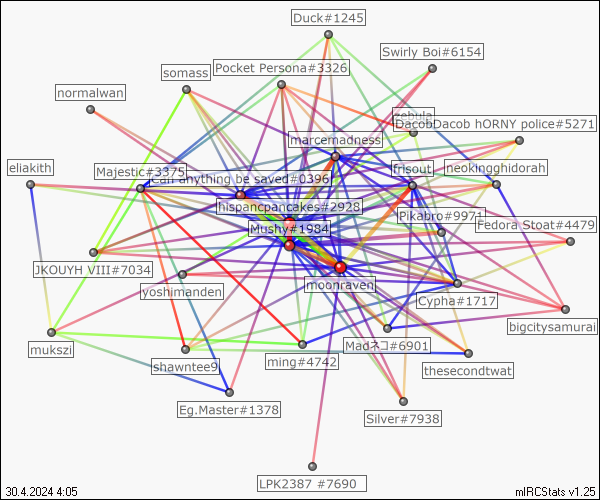 Duck#1245
Swirly Boi#6154
Pocket Persona#3326
somass
normalwan
nebula
DacobDacob hORNY police#5271
marcernadness
eliakith
Majestic#3375
Can anything be saved#0396
frisout
neokingghidorah
hispancpancakes#2928
Pikabro#9971
Fedora Stoat#4479
Mushy#1984
JKOUYH VIII#7034
yoshimanden
moonraven
Cypha#1717
bigcitysamurai
mukszi
shawntee9
ming#4742
Madネコ#6901
thesecondtwat
Eg.Master#1378
Silver#7938
LPK2387 #7690
30.4.2024 4:05
mIRCStats v1.25